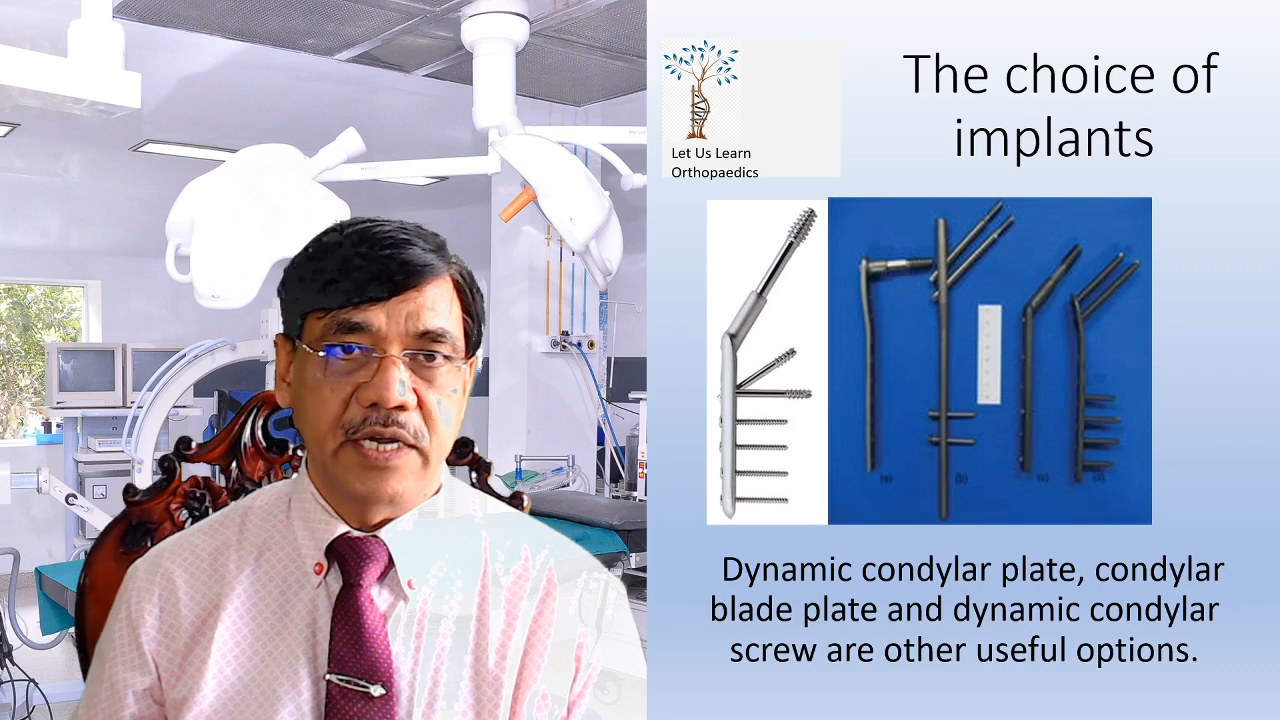 The choice of
implants
Let Us Learn
Orthopaedics
(a)
(b)
(c)
(d)
Dynamic condylar plate, condylar
blade plate and dynamic condylar
screw are other useful options.